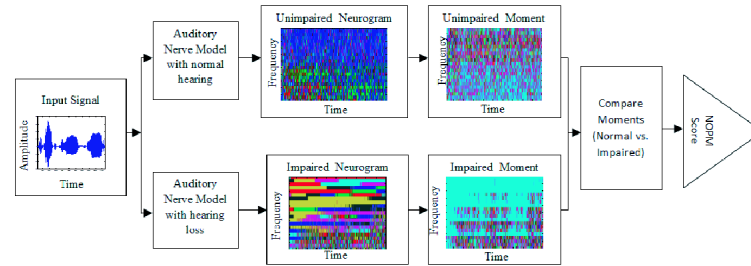 Input Signal
Amplitude
Time
Auditory
Nerve Model
with normal
hearing
Unimpaired Neurogram
Frequency
Time
Unimpaired Moment
Frequency
Time
Auditory
Nerve Model
with hearing
loss
Impaired Neurogram
Frequency
Time
Impaired Moment
Frequency
Time
Compare
Moments
(Normal vs.
Impaired)
NOPM
Score